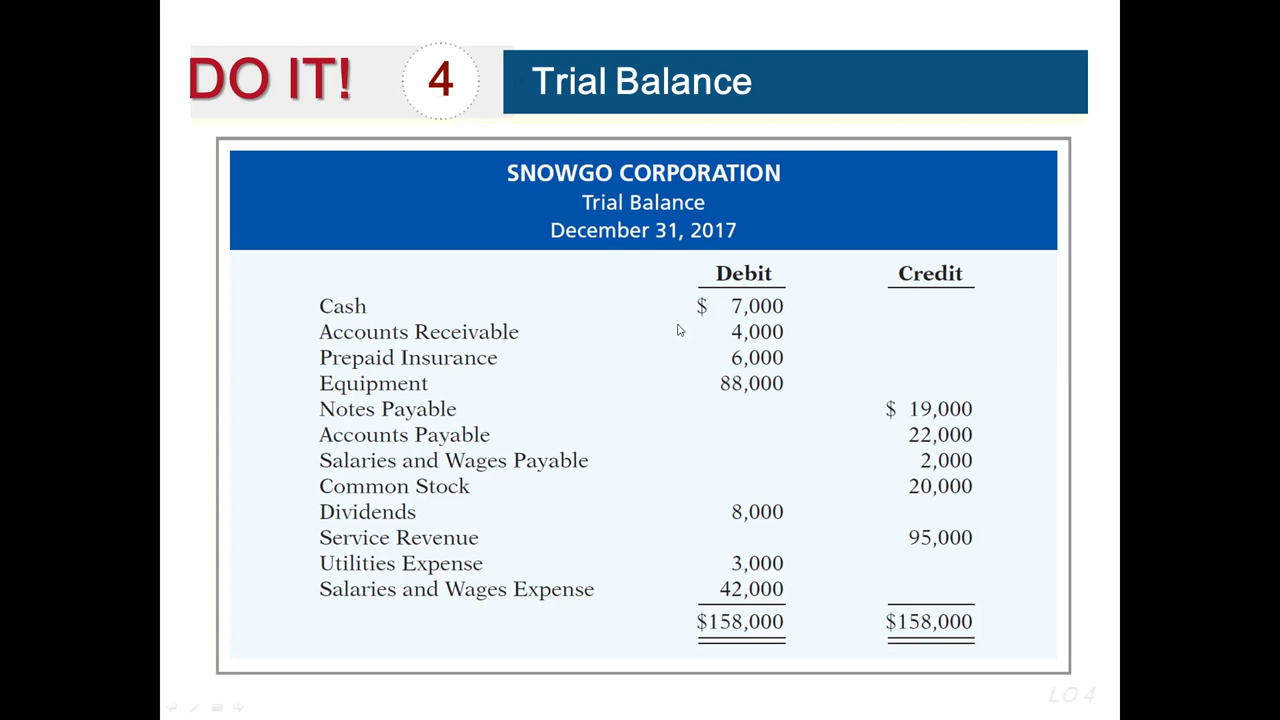 DO IT! 4 Trial Balance
SNOWGO CORPORATION
Trial Balance
December 31, 2017
Debit Credit
Cash $ 7,000
Accounts Receivable 4,000
Prepaid Insurance 6,000
Equipment 88,000
Notes Payable $ 19,000
Accounts Payable 22,000
Salaries and Wages Payable 2,000
Common Stock 20,000
Dividends 8,000
Service Revenue 95,000
Utilities Expense 3,000
Salaries and Wages Expense 42,000
$158,000 $158,000
LO 4